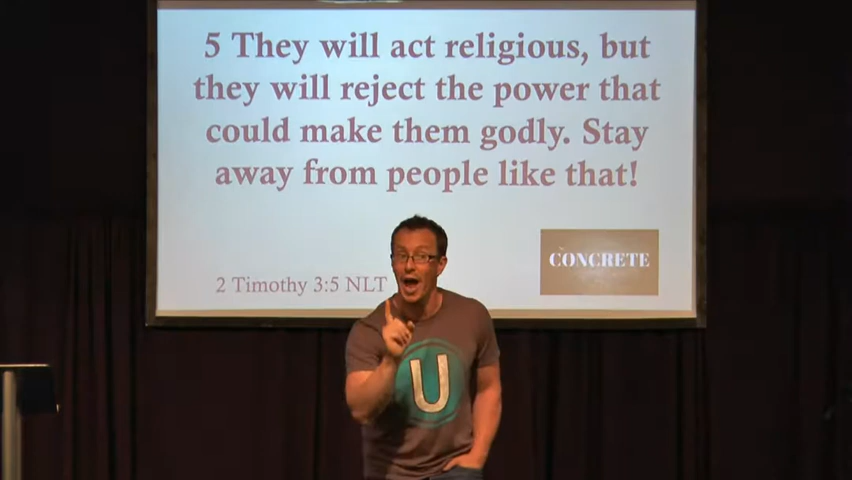 5 They will act religious, but
they will reject the power that
could make them godly. Stay
away from people like that!
2 Timothy 3:5 NLT
CONCRETE
U